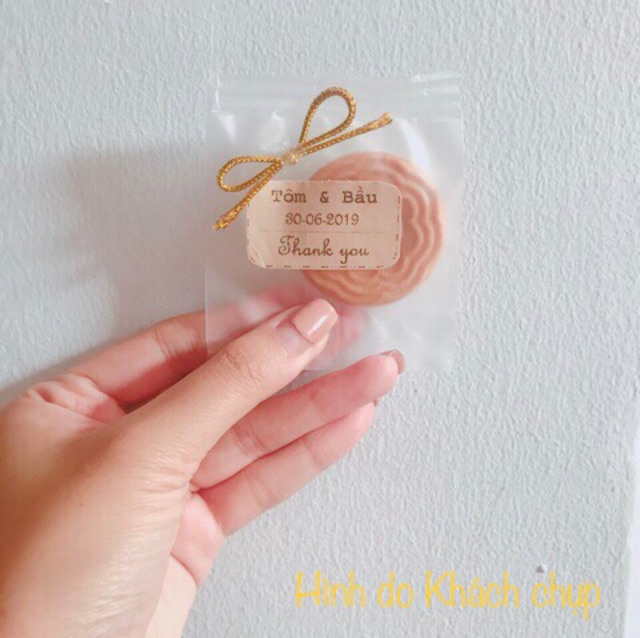 Tôm & Bầu
30-06-2019
Thank you
Hình do Khách chụp